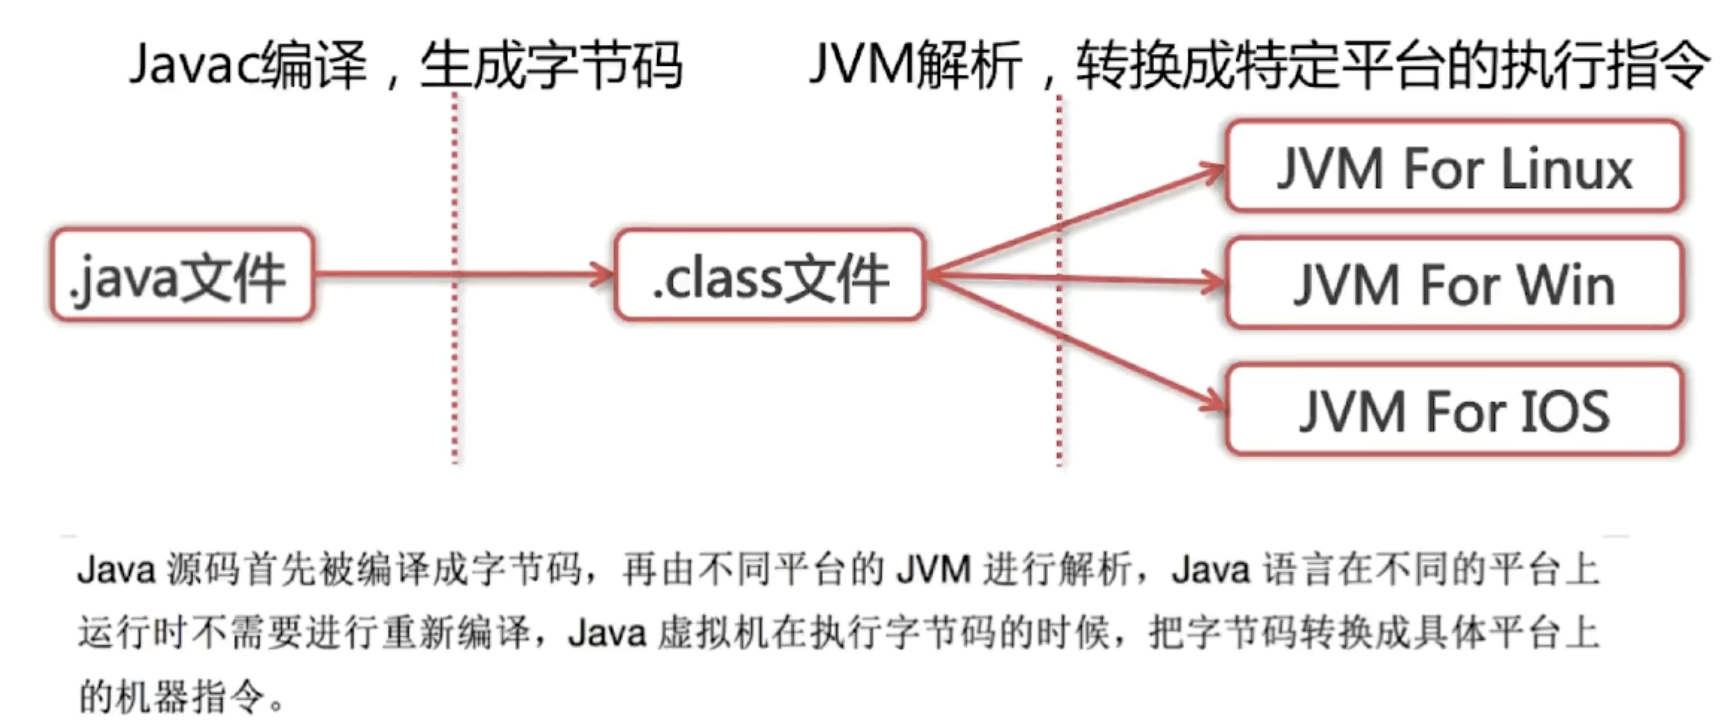 Javac编译，生成字节码
JVM解析，转换成特定平台的执行指令
.java文件
.class文件
JVM For Linux
JVM For Win
JVM For IOS
Java 源码首先被编译成字节码，再由不同平台的 JVM 进行解析，Java 语言在不同的平台上
运行时不需要进行重新编译，Java 虚拟机在执行字节码的时候，把字节码转换成具体平台上
的机器指令。